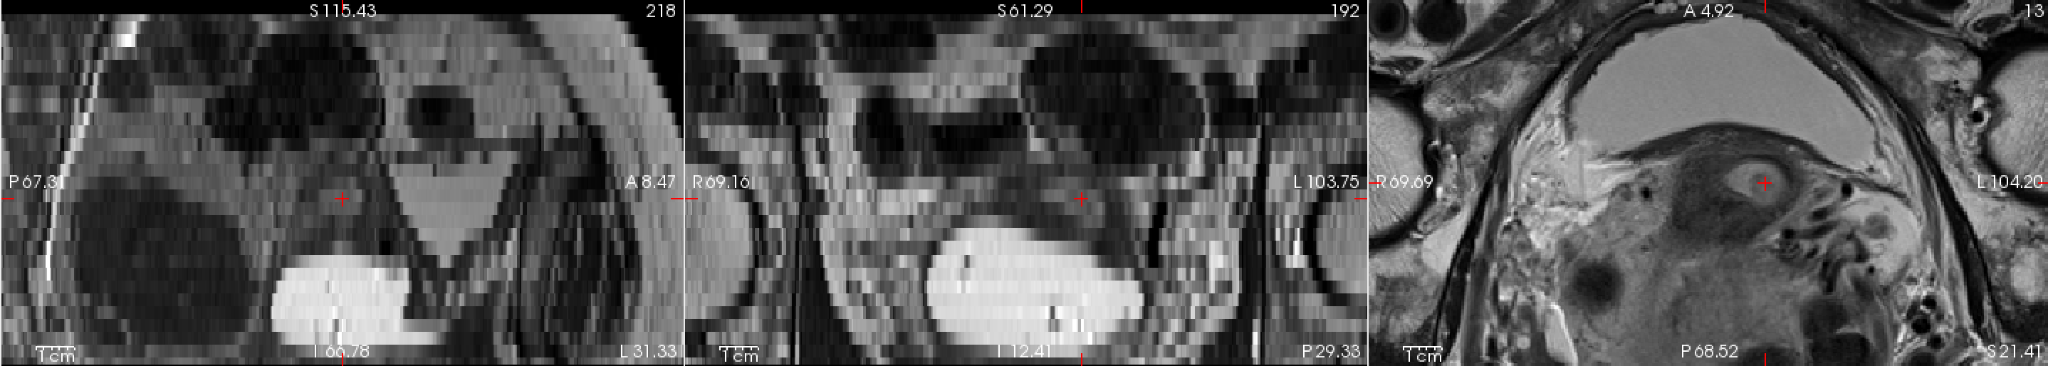 S 115.43
218
P 67.31
A 8.47
1cm
I 66.78
L 31.33
S 61.29
192
R 69.16
L 103.75
1cm
I 12.41
P 29.33
A 4.92
13
R 69.69
L 104.20
1cm
P 68.52
S 21.41